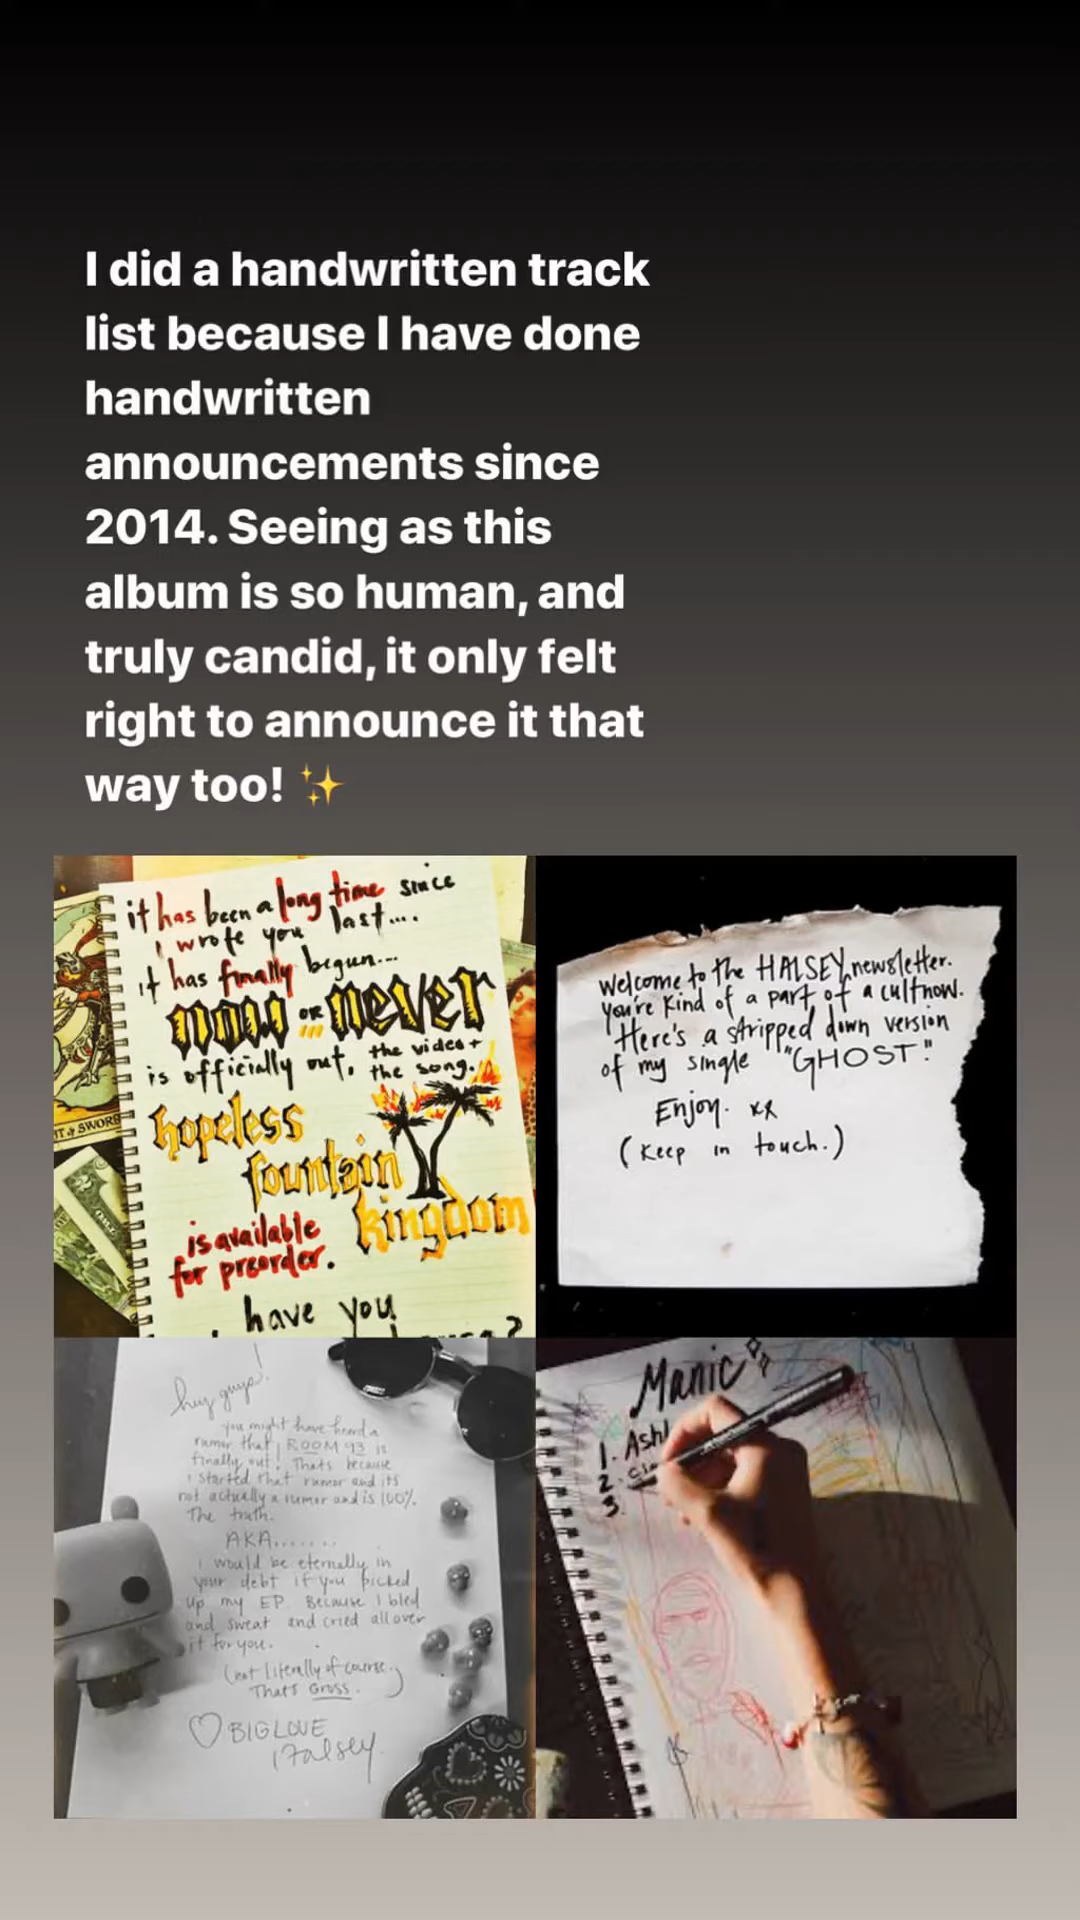 I did a handwritten track
list because I have done
handwritten
announcements since
2014. Seeing as this
album is so human, and
truly candid, it only felt
right to announce it that
way too! ✨
it has been a long time since
i wrote you last....
it has finally begun...
now or never
is officially out. the video +
the song.
hopeless
fountain
kingdom
is available
for preorder.
have you
SWORDS
2
Welcome to the HALSEY newsletter.
you're kind of a part of a cult now.
Here's a stripped down version
of my single "GHOST".
Enjoy. xx
(keep in touch.)
hey guys!
you might have heard a
rumor that ROOM 93 is
finally out! Thats because
i started that rumor and its
not actually a rumor and is 100%
The truth.
AKA.......
i would be eternally in
your debt if you picked
up my EP. Because I bled
and sweat and cried all over
it for you.
(not literally of course.
Thats Gross.)
♡ BIG LOVE
Halsey.
Manic
1. Ashl
2.
3.